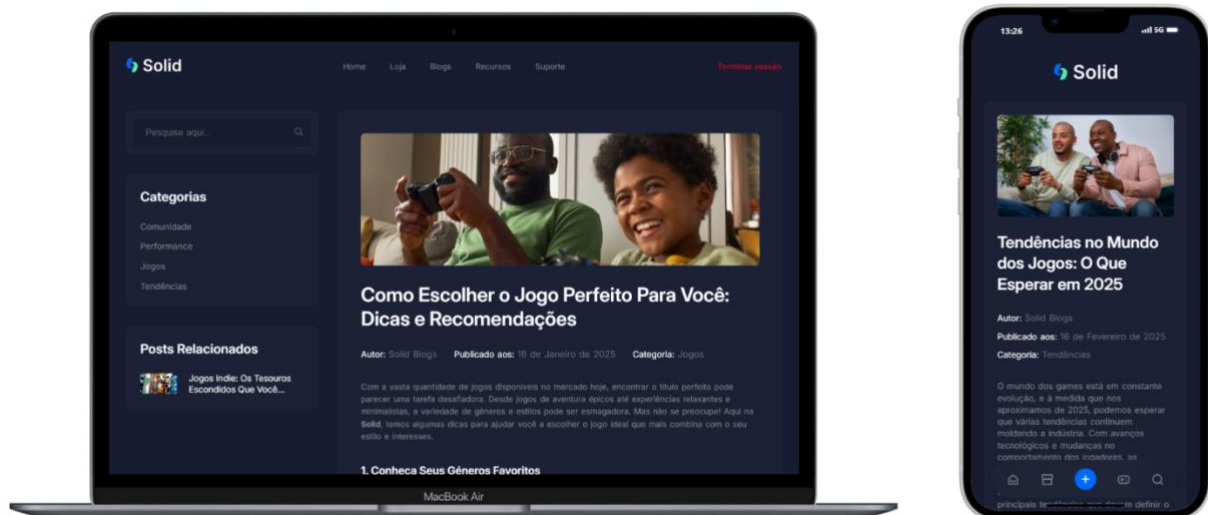 Solid
Home Loja Blogs Recursos Suporte Terminar sessão
Pesquise aqui...
Categorias
Comunidade
Performance
Jogos
Tendências
Posts Relacionados
Jogos Indie: Os Tesouros
Escondidos Que Você...
Como Escolher o Jogo Perfeito Para Você:
Dicas e Recomendações
Autor: Solid Blogs Publicado aos: 16 de Janeiro de 2025 Categoria: Jogos
Com a vasta quantidade de jogos disponíveis no mercado hoje, encontrar o título perfeito pode
parecer uma tarefa desafiadora. Desde jogos de aventura épicos até experiências relaxantes e
minimalistas, a variedade de gêneros e estilos pode ser esmagadora. Mas não se preocupe! Aqui na
Solid, temos algumas dicas para ajudar você a escolher o jogo ideal que mais combina com o seu
estilo e interesses.
1. Conheça Seus Gêneros Favoritos
MacBook Air
13:26 5G
Solid
Tendências no Mundo
dos Jogos: O Que
Esperar em 2025
Autor: Solid Blogs
Publicado aos: 16 de Fevereiro de 2025
Categoria: Tendências
O mundo dos games está em constante
evolução, e à medida que nos
aproximamos de 2025, podemos esperar
que várias tendências continuem
moldando a indústria. Com avanços
tecnológicos e mudanças no
comportamento dos jogadores, as
principais tendências que devem definir o